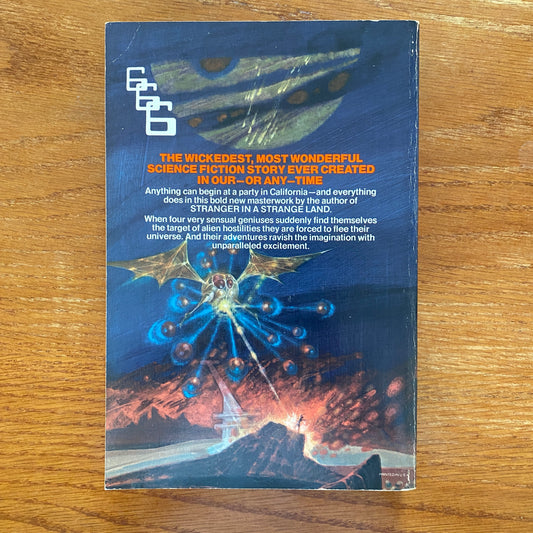 666
THE WICKEDEST, MOST WONDERFUL
SCIENCE FICTION STORY EVER CREATED
IN OUR—OR ANY—TIME
Anything can begin at a party in California—and everything
does in this bold new masterwork by the author of
STRANGER IN A STRANGE LAND.
When four very sensual geniuses suddenly find themselves
the target of alien hostilities they are forced to flee their
universe. And their adventures ravish the imagination with
unparalleled excitement.